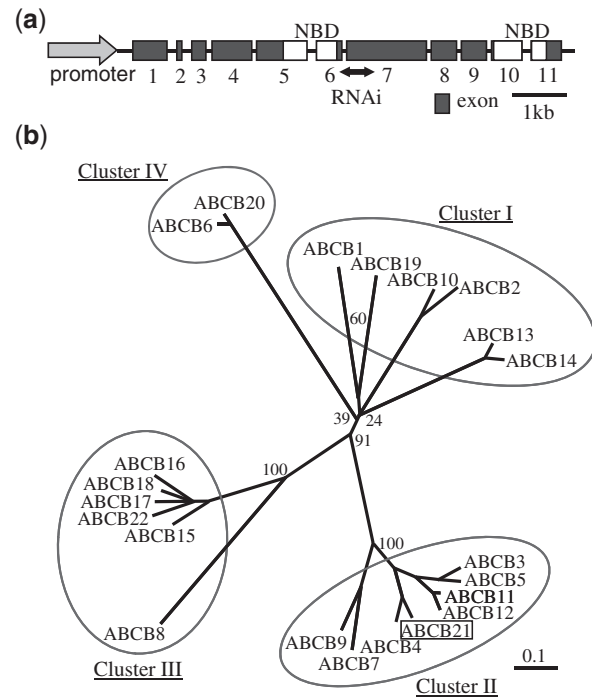 (a)
NBD NBD
promoter 1 2 3 4 5 6 7 8 9 10 11
RNAi exon 1kb
(b)
Cluster IV
ABCB20
ABCB6
Cluster I
ABCB1
ABCB19
ABCB10
ABCB2
60
ABCB13
ABCB14
39 24
91
100
ABCB16
ABCB18
ABCB17
ABCB22
ABCB15
ABCB8
Cluster III
100
ABCB3
ABCB5
ABCB11
ABCB12
ABCB21
ABCB4
ABCB9
ABCB7
Cluster II
0.1